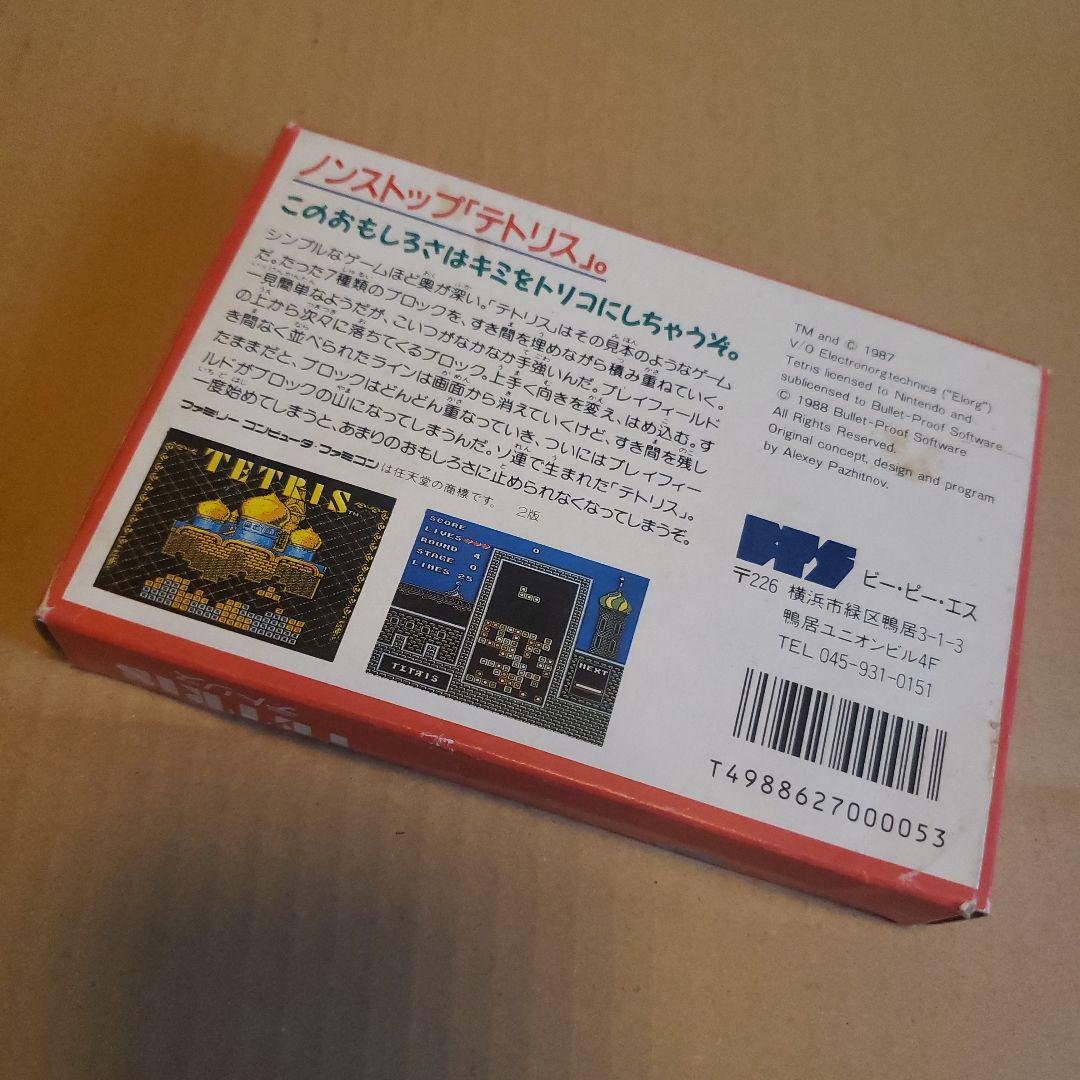 ノンストップ「テトリス」。
このおもしろさはキミをトリコにしちゃうぞ。
シンプルなゲームほど奥が深い。「テトリス」はその見本のようなゲーム
だ。たった7種類のブロックを、すき間を埋めながら積み重ねていく。
一見簡単なようだが、こいつがなかなか手強いんだ。プレイフィールド
の上から次々に落ちてくるブロック。上手く向きを変え、はめ込む。す
き間なく並べられたラインは画面から消えていくけど、すき間を残し
たままだと、ブロックはどんどん重なっていき、ついにはプレイフィー
ルドがブロックの山になってしまうんだ。ソ連で生まれた「テトリス」。
一度始めてしまうと、あまりのおもしろさに止められなくなってしまうぞ。
ファミリーコンピュータ・ファミコンは任天堂の商標です。 2版
TM and © 1987
V/O Electronorgtechnica ("Elorg")
Tetris licensed to Nintendo and
sublicensed to Bullet-Proof Software
© 1988 Bullet-Proof Software
All Rights Reserved.
Original concept, design and program
by Alexey Pazhitnov.
TETRIS™
SCORE 0
LIVES
ROUND 4
STAGE 0
LINES 25
NEXT
TETRIS
BPS ビー・ピー・エス
〒226 横浜市緑区鴨居3-1-3
鴨居ユニオンビル4F
TEL 045-931-0151
T4988627000053
TETRIS
テトリス